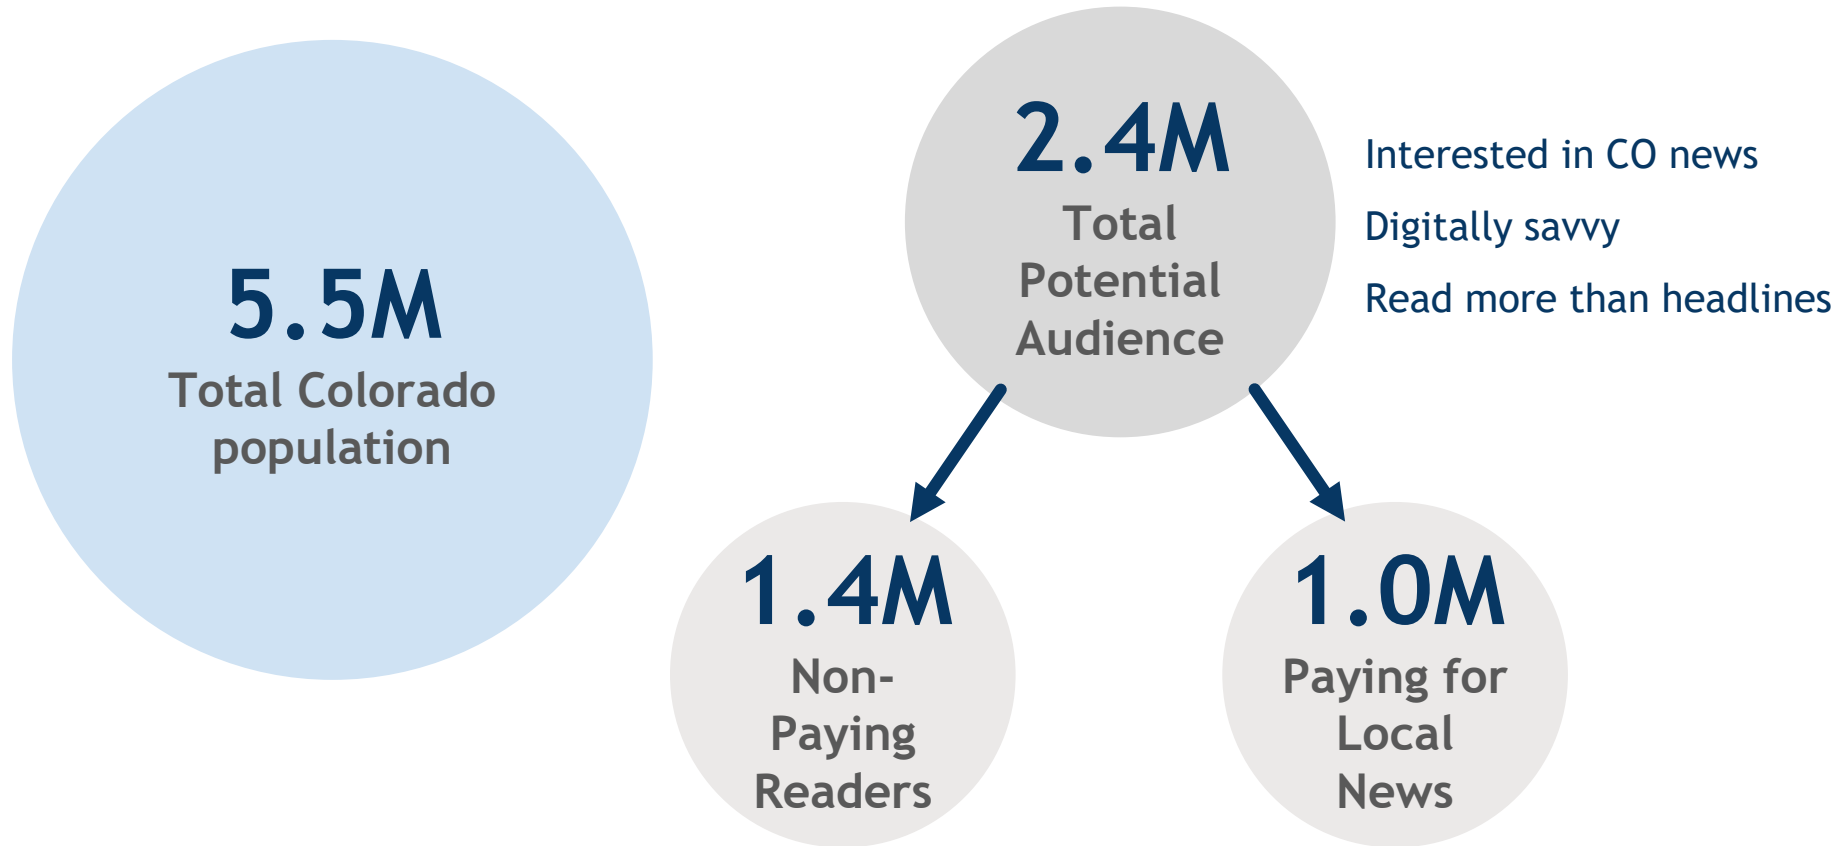 5.5M
Total Colorado
population
2.4M
Total
Potential
Audience
Interested in CO news
Digitally savvy
Read more than headlines
1.4M
Non-
Paying
Readers
1.0M
Paying for
Local
News